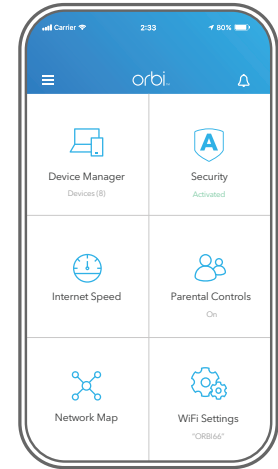 Carrier 2:33 80%
orbi
A
Device Manager Security
Devices (8) Activated
Internet Speed Parental Controls
On
Network Map WiFi Settings
"ORBI66"